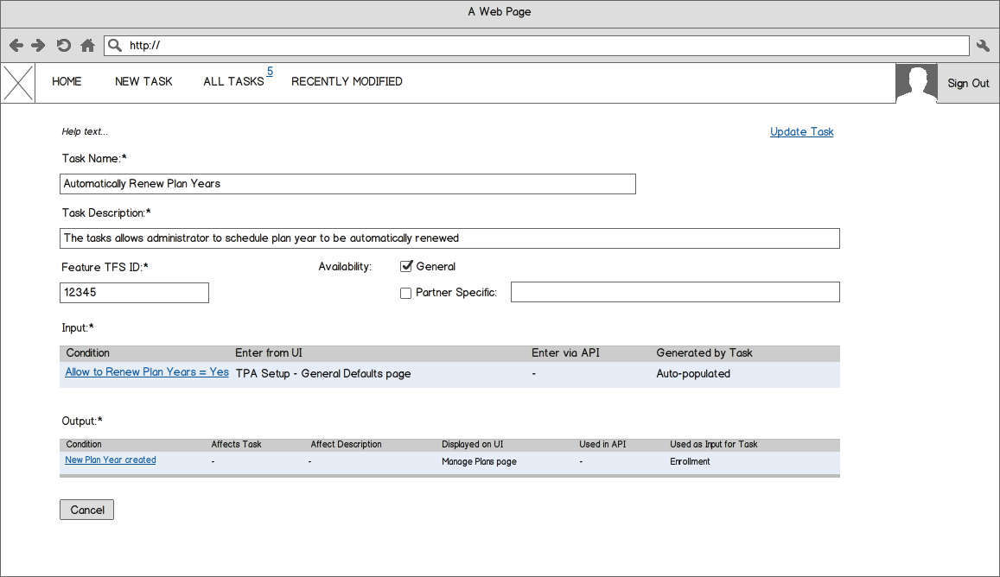 A Web Page
http://
HOME NEW TASK ALL TASKS 5 RECENTLY MODIFIED Sign Out
Help text... Update Task
Task Name:*
Automatically Renew Plan Years
Task Description:*
The tasks allows administrator to schedule plan year to be automatically renewed
Feature TFS ID:* Availability: General
12345 Partner Specific:
Input:*
Condition Enter from UI Enter via API Generated by Task
Allow to Renew Plan Years = Yes TPA Setup - General Defaults page - Auto-populated
Output:*
Condition Affects Task Affect Description Displayed on UI Used in API Used as Input for Task
New Plan Year created - - Manage Plans page - Enrollment
Cancel